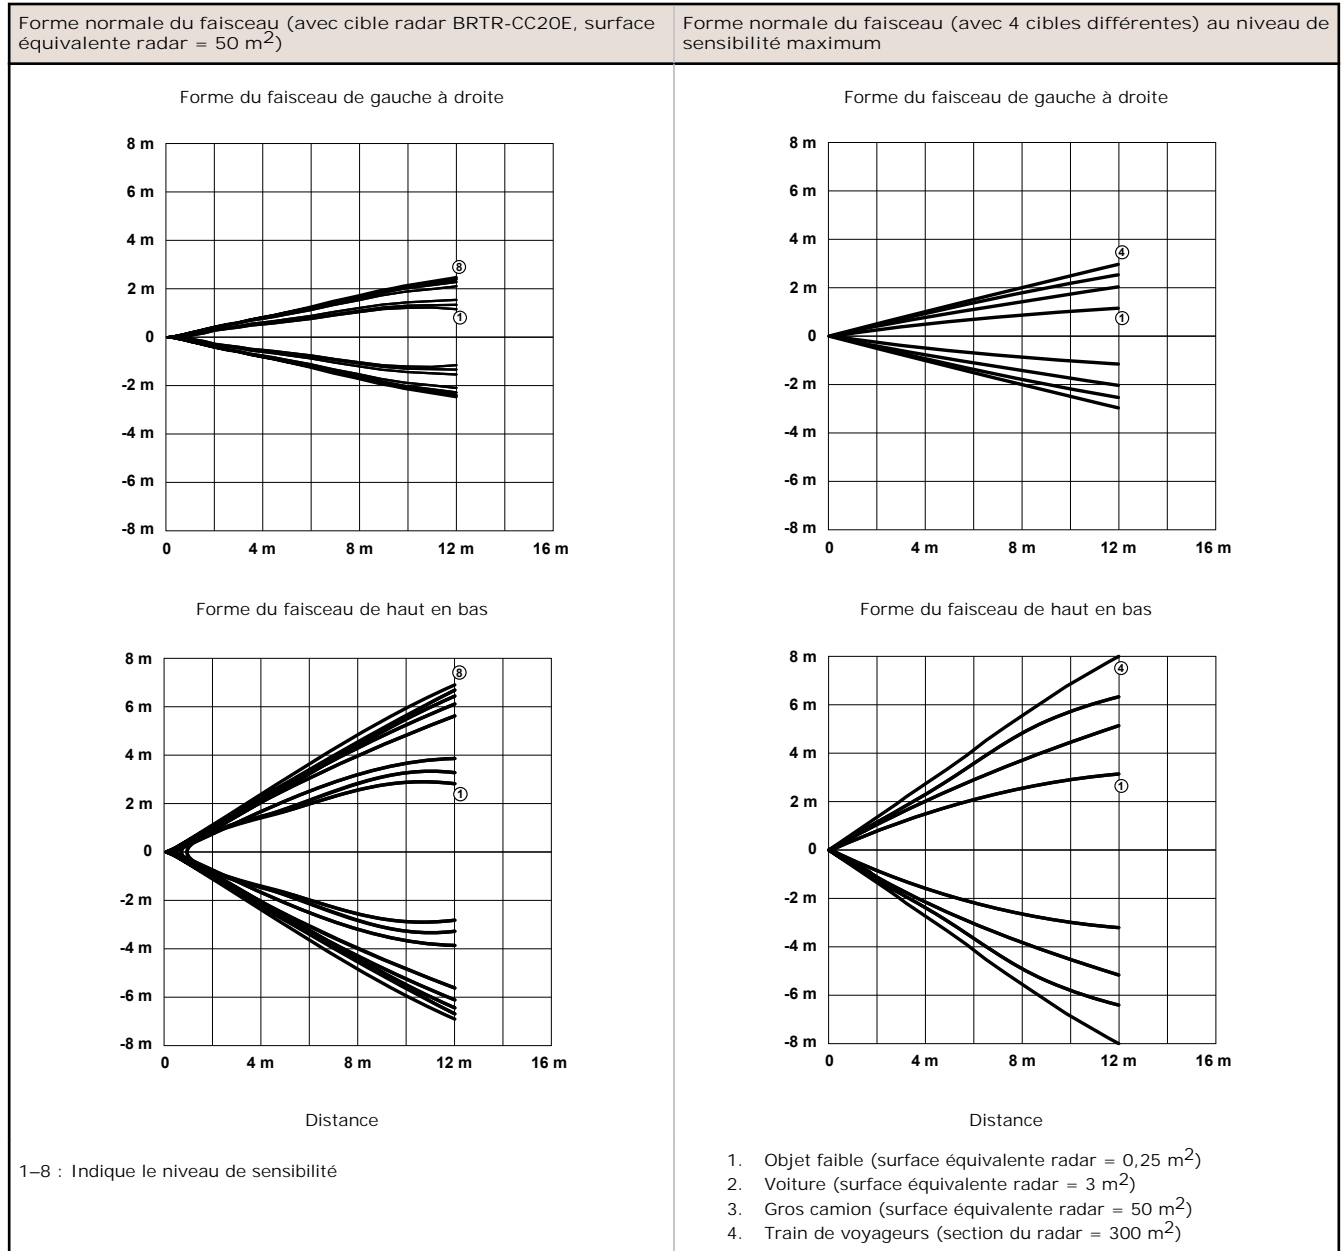 Forme normale du faisceau (avec cible radar BRTR-CC20E, surface
équivalente radar = 50 m2)
Forme normale du faisceau (avec 4 cibles différentes) au niveau de
sensibilité maximum
Forme du faisceau de gauche à droite
8 m
6 m
4 m
2 m
0
-2 m
-4 m
-6 m
-8 m
0 4 m 8 m 12 m 16 m
8
1
Forme du faisceau de haut en bas
8 m
6 m
4 m
2 m
0
-2 m
-4 m
-6 m
-8 m
0 4 m 8 m 12 m 16 m
8
1
Distance
1–8 : Indique le niveau de sensibilité
Forme du faisceau de gauche à droite
8 m
6 m
4 m
2 m
0
-2 m
-4 m
-6 m
-8 m
0 4 m 8 m 12 m 16 m
4
1
Forme du faisceau de haut en bas
8 m
6 m
4 m
2 m
0
-2 m
-4 m
-6 m
-8 m
0 4 m 8 m 12 m 16 m
4
1
Distance
1. Objet faible (surface équivalente radar = 0,25 m2)
2. Voiture (surface équivalente radar = 3 m2)
3. Gros camion (surface équivalente radar = 50 m2)
4. Train de voyageurs (section du radar = 300 m2)